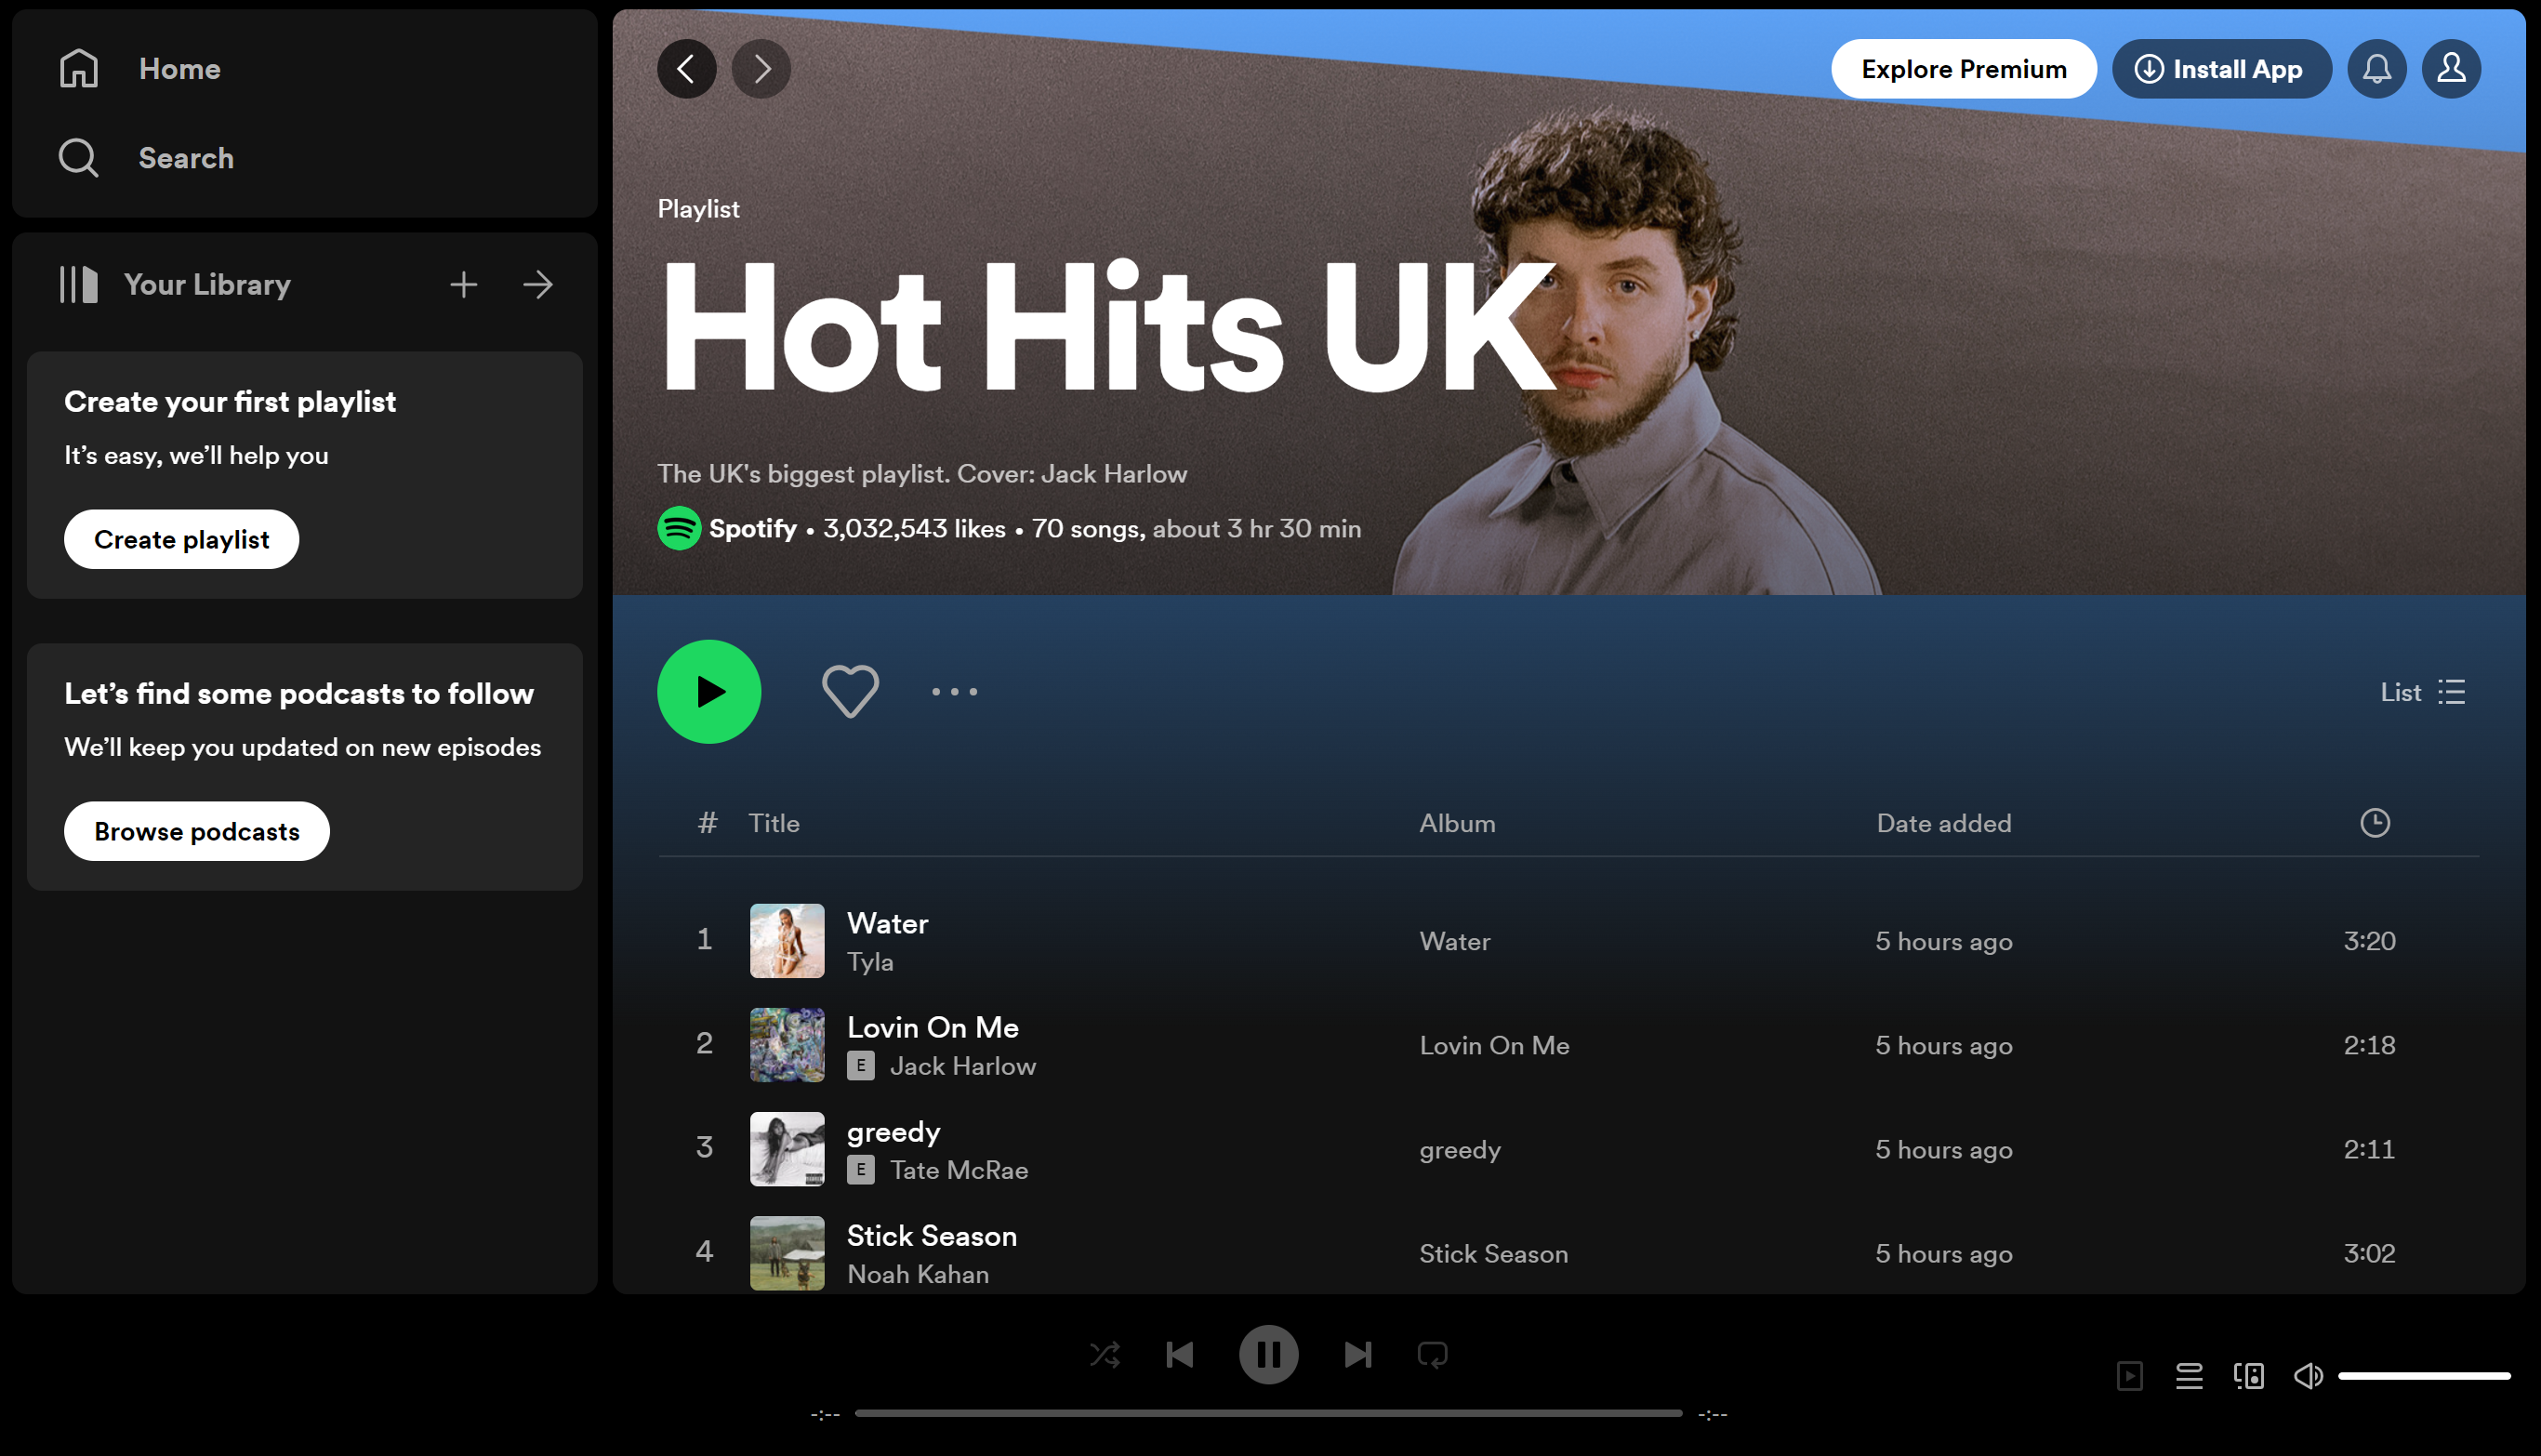 Home
Search
Your Library
Create your first playlist
It’s easy, we’ll help you
Create playlist
Let’s find some podcasts to follow
We’ll keep you updated on new episodes
Browse podcasts
Explore Premium
Install App
Playlist
Hot Hits UK
The UK's biggest playlist. Cover: Jack Harlow
Spotify • 3,032,543 likes • 70 songs, about 3 hr 30 min
List
# Title Album Date added
1 Water Water 5 hours ago 3:20
Tyla
2 Lovin On Me Lovin On Me 5 hours ago 2:18
E Jack Harlow
3 greedy greedy 5 hours ago 2:11
E Tate McRae
4 Stick Season Stick Season 5 hours ago 3:02
Noah Kahan
-:-- -:--